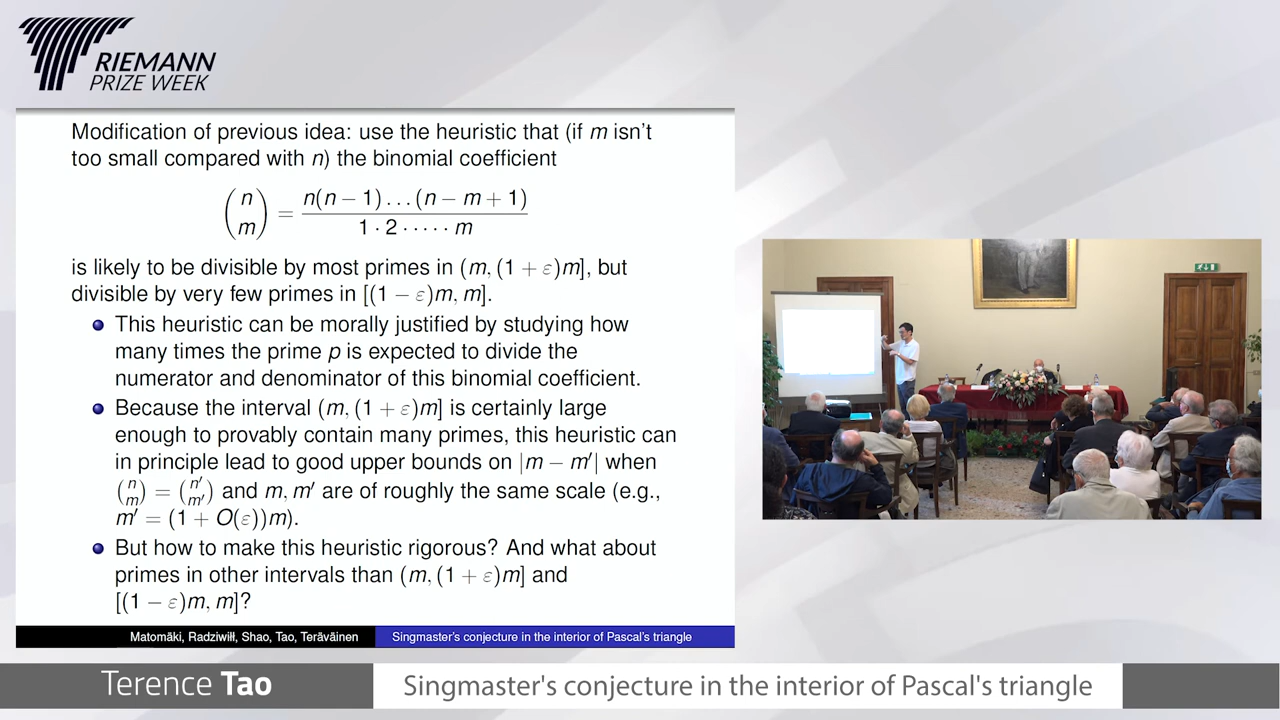 RIEMANN
PRIZE WEEK
Modification of previous idea: use the heuristic that (if m isn't
too small compared with n) the binomial coefficient
(n m) = n(n − 1) . . . (n − m + 1) / 1 · 2 · · · · · m
is likely to be divisible by most primes in (m, (1 + ε)m], but
divisible by very few primes in [(1 − ε)m, m].
This heuristic can be morally justified by studying how
many times the prime p is expected to divide the
numerator and denominator of this binomial coefficient.
Because the interval (m, (1 + ε)m] is certainly large
enough to provably contain many primes, this heuristic can
in principle lead to good upper bounds on |m − m′| when
(n m) = (n′ m′) and m, m′ are of roughly the same scale (e.g.,
m′ = (1 + O(ε))m).
But how to make this heuristic rigorous? And what about
primes in other intervals than (m, (1 + ε)m] and
[(1 − ε)m, m]?
Matomäki, Radziwiłł, Shao, Tao, Teräväinen
Singmaster's conjecture in the interior of Pascal's triangle
Terence Tao
Singmaster's conjecture in the interior of Pascal's triangle